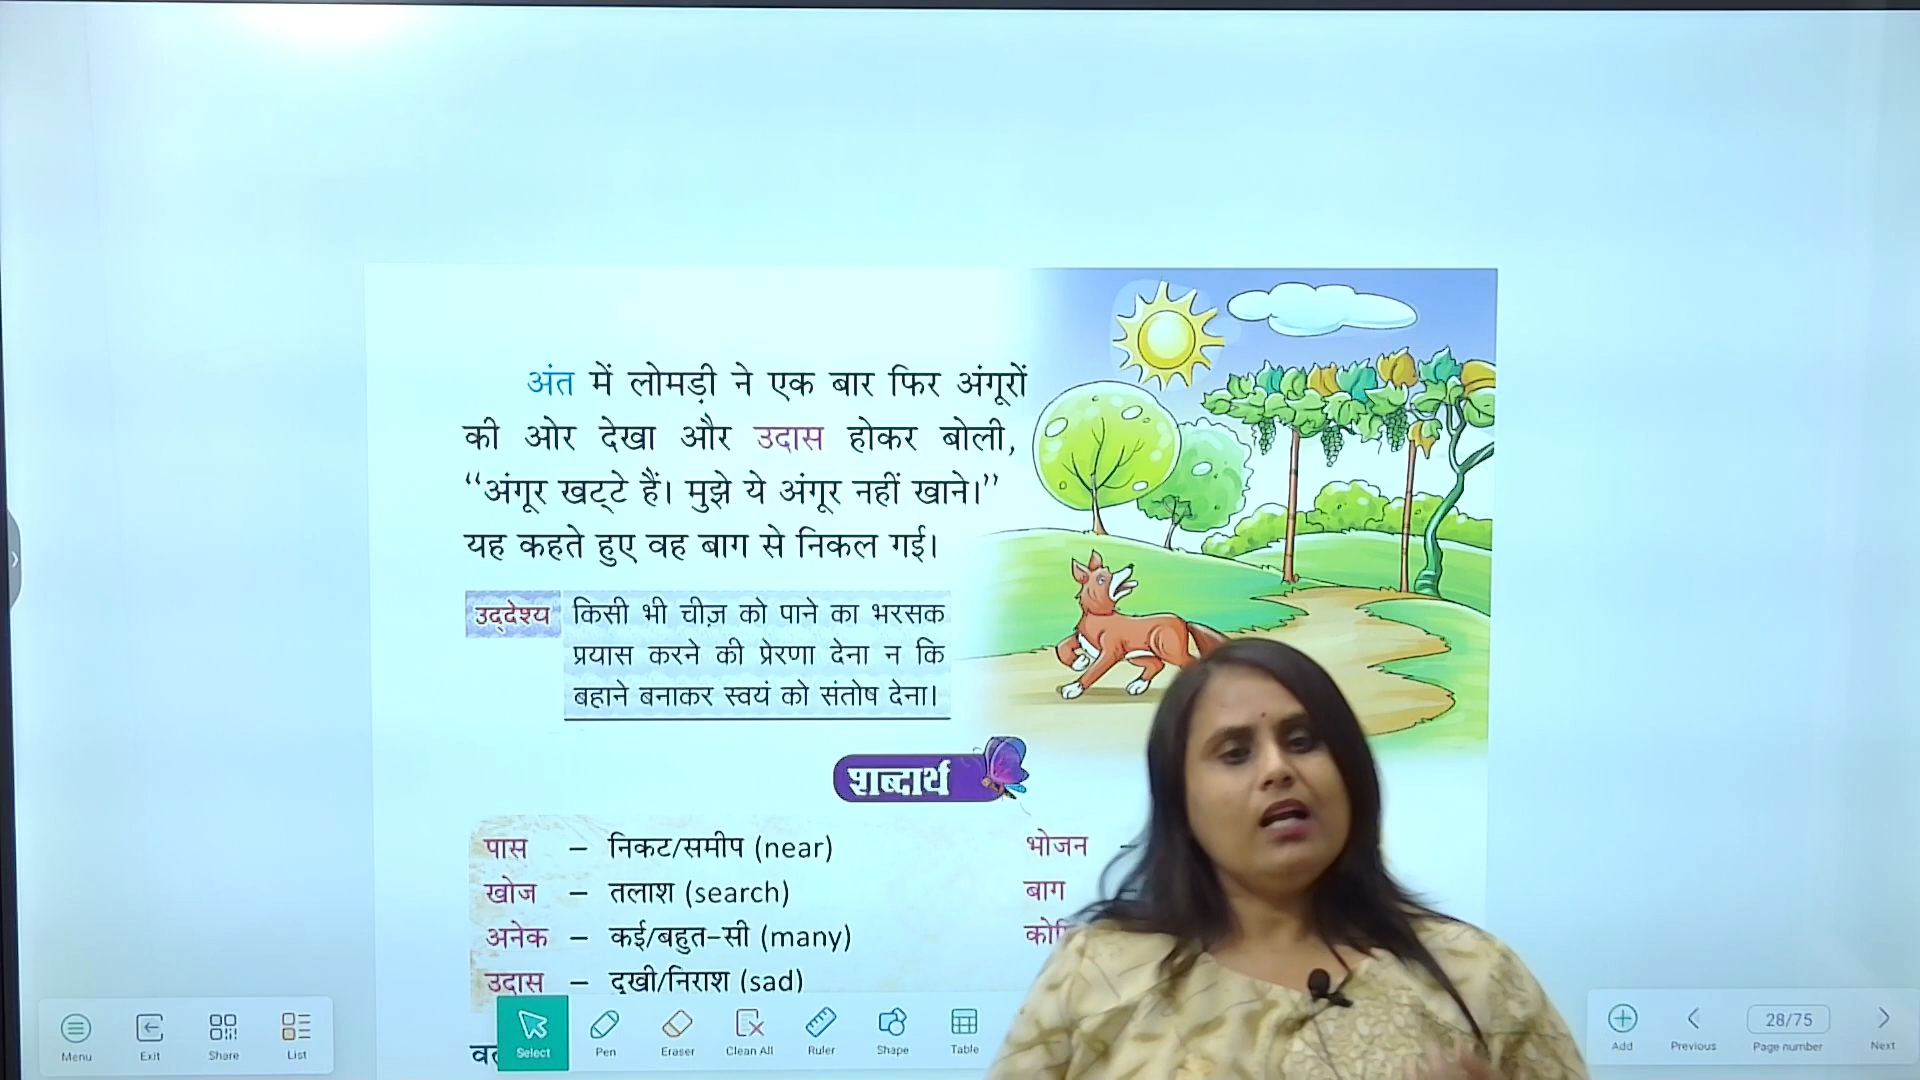 अंत में लोमड़ी ने एक बार फिर अंगूरों
की ओर देखा और उदास होकर बोली,
“अंगूर खट्टे हैं। मुझे ये अंगूर नहीं खाने।”
यह कहते हुए वह बाग से निकल गई।
उद्देश्य
किसी भी चीज़ को पाने का भरसक
प्रयास करने की प्रेरणा देना न कि
बहाने बनाकर स्वयं को संतोष देना।
शब्दार्थ
पास – निकट/समीप (near)
खोज – तलाश (search)
अनेक – कई/बहुत-सी (many)
उदास – दुखी/निराश (sad)
भोजन –
बाग –
Menu
Exit
Share
List
Select
Pen
Eraser
Clean All
Ruler
Shape
Table
Add
Previous
28/75
Page number
Next